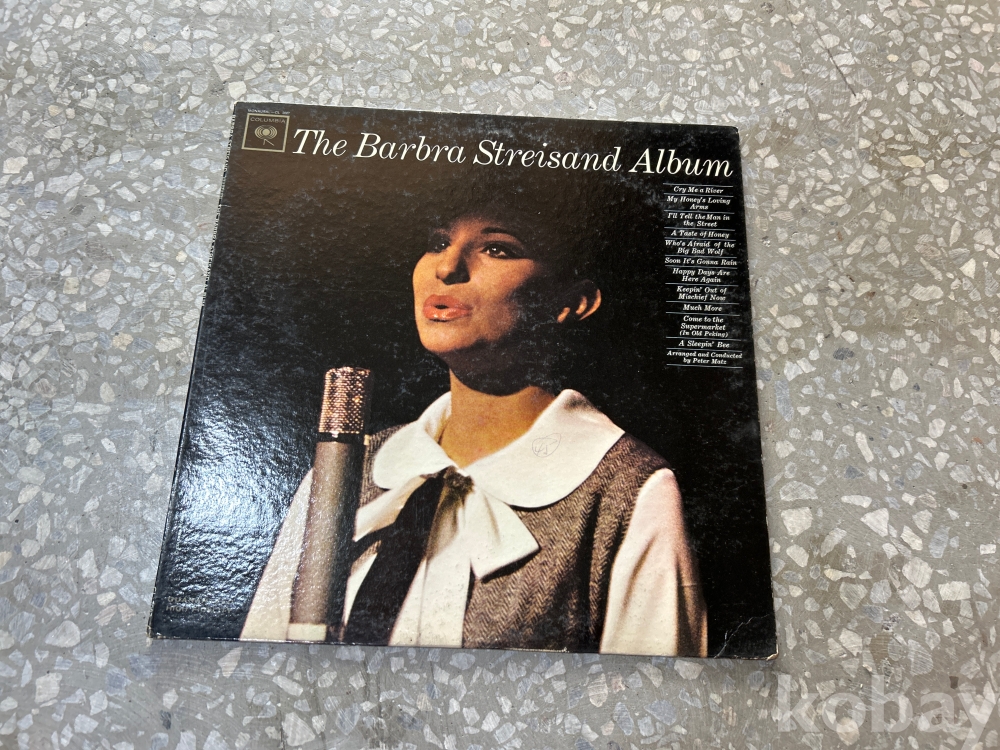 COLUMBIA
The Barbra Streisand Album
Cry Me a River
My Honey's Loving
Arms
I'll Tell the Man in
the Street
A Taste of Honey
Who's Afraid of the
Big Bad Wolf
Soon It's Gonna Rain
Happy Days Are
Here Again
Keepin' Out of
Mischief Now
Much More
Come to the
Supermarket
(In Old Peking)
A Sleepin' Bee
Arranged and Conducted
by Peter Matz
kobay